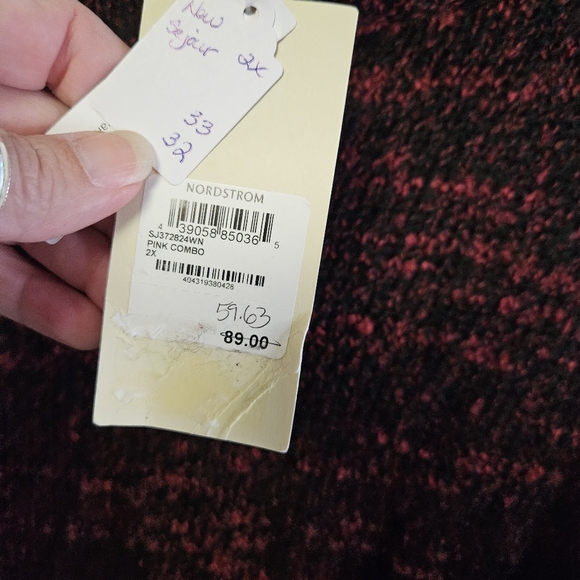 New
Sejour 2X
33
32
NORDSTROM
4 39058 85036 5
SJ372824WN
PINK COMBO
2X
404319380428
59.63
89.00